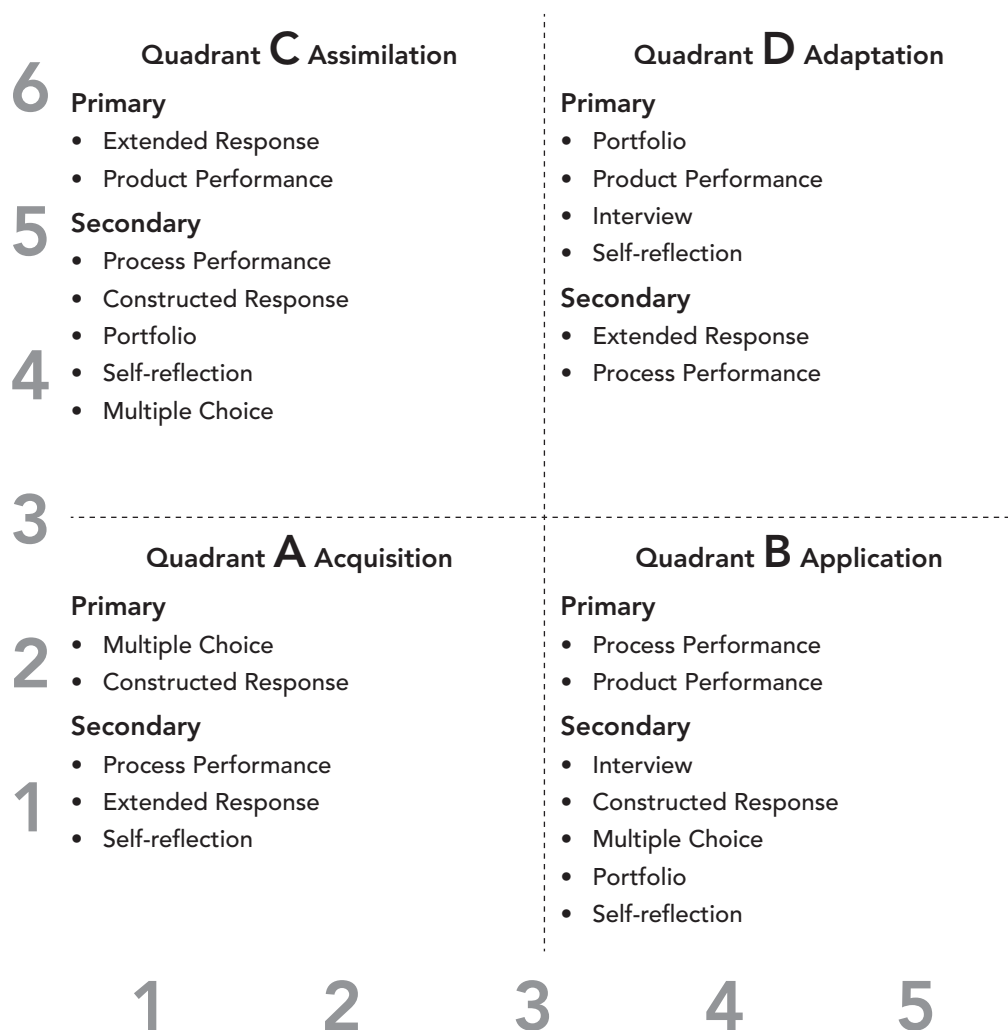 Quadrant C Assimilation
Primary
• Extended Response
• Product Performance
Secondary
• Process Performance
• Constructed Response
• Portfolio
• Self-reflection
• Multiple Choice
Quadrant D Adaptation
Primary
• Portfolio
• Product Performance
• Interview
• Self-reflection
Secondary
• Extended Response
• Process Performance
Quadrant A Acquisition
Primary
• Multiple Choice
• Constructed Response
Secondary
• Process Performance
• Extended Response
• Self-reflection
Quadrant B Application
Primary
• Process Performance
• Product Performance
Secondary
• Interview
• Constructed Response
• Multiple Choice
• Portfolio
• Self-reflection
6
5
4
3
2
1
1 2 3 4 5